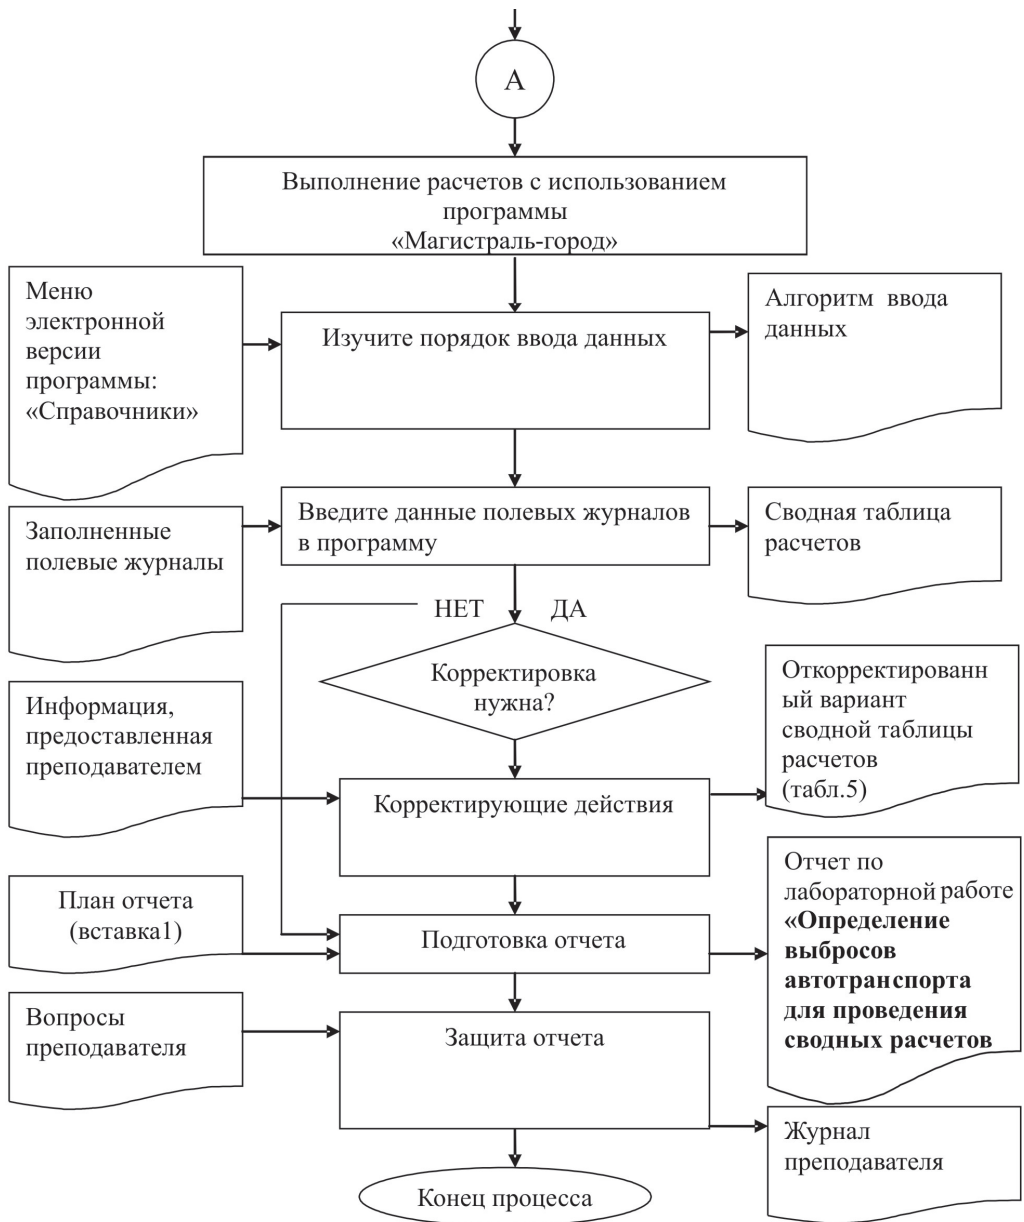 А
Выполнение расчетов с использованием
программы
«Магистраль-город»
Меню
электронной
версии
программы:
«Справочники»
Изучите порядок ввода данных
Алгоритм ввода
данных
Заполненные
полевые журналы
Введите данные полевых журналов
в программу
Сводная таблица
расчетов
НЕТ ДА
Корректировка
нужна?
Информация,
предоставленная
преподавателем
Корректирующие действия
Откорректированн
ый вариант
сводной таблицы
расчетов
(табл.5)
План отчета
(вставка1)
Подготовка отчета
Отчет по
лабораторной работе
«Определение
выбросов
автотранспорта
для проведения
сводных расчетов
Вопросы
преподавателя
Защита отчета
Журнал
преподавателя
Конец процесса